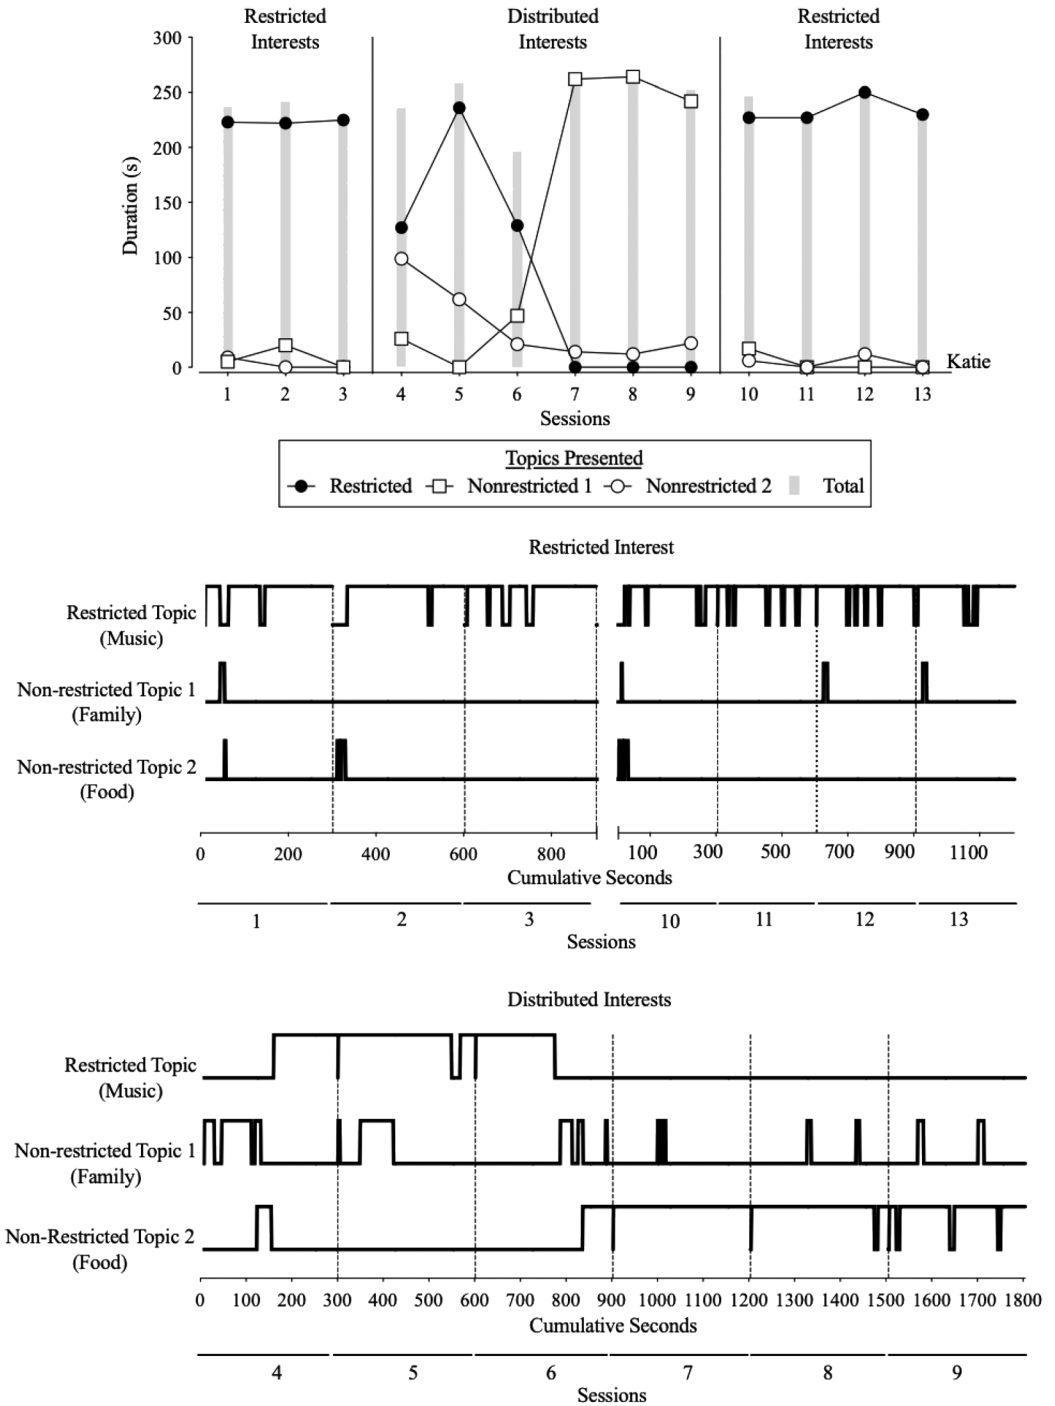 Restricted
Interests
Distributed
Interests
Restricted
Interests
300
250
200
150
100
50
0
Duration (s)
Katie
1 2 3 4 5 6 7 8 9 10 11 12 13
Sessions
Topics Presented
Restricted Nonrestricted 1 Nonrestricted 2 Total
Restricted Interest
Restricted Topic
(Music)
Non-restricted Topic 1
(Family)
Non-restricted Topic 2
(Food)
0 200 400 600 800 100 300 500 700 900 1100
Cumulative Seconds
1 2 3 10 11 12 13
Sessions
Distributed Interests
Restricted Topic
(Music)
Non-restricted Topic 1
(Family)
Non-Restricted Topic 2
(Food)
0 100 200 300 400 500 600 700 800 900 1000 1100 1200 1300 1400 1500 1600 1700 1800
Cumulative Seconds
4 5 6 7 8 9
Sessions